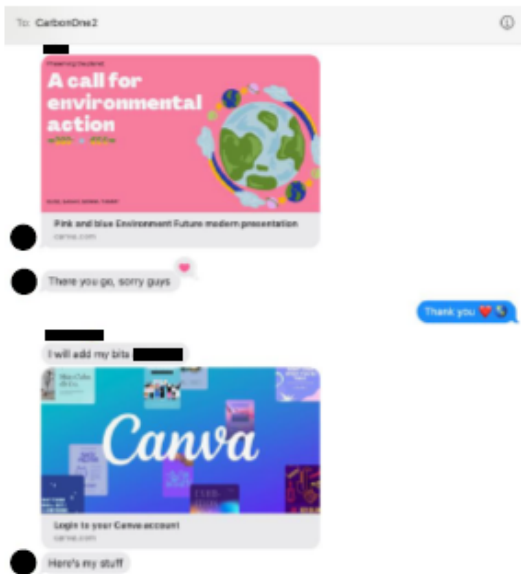 To: CarbonOne2
A call for
environmental
action
Pink and blue Environment Future modern presentation
canva.com
There you go, sorry guys
Thank you ❤️ 🌎
I will add my bits
Canva
Login to your Canva account
canva.com
Here's my stuff